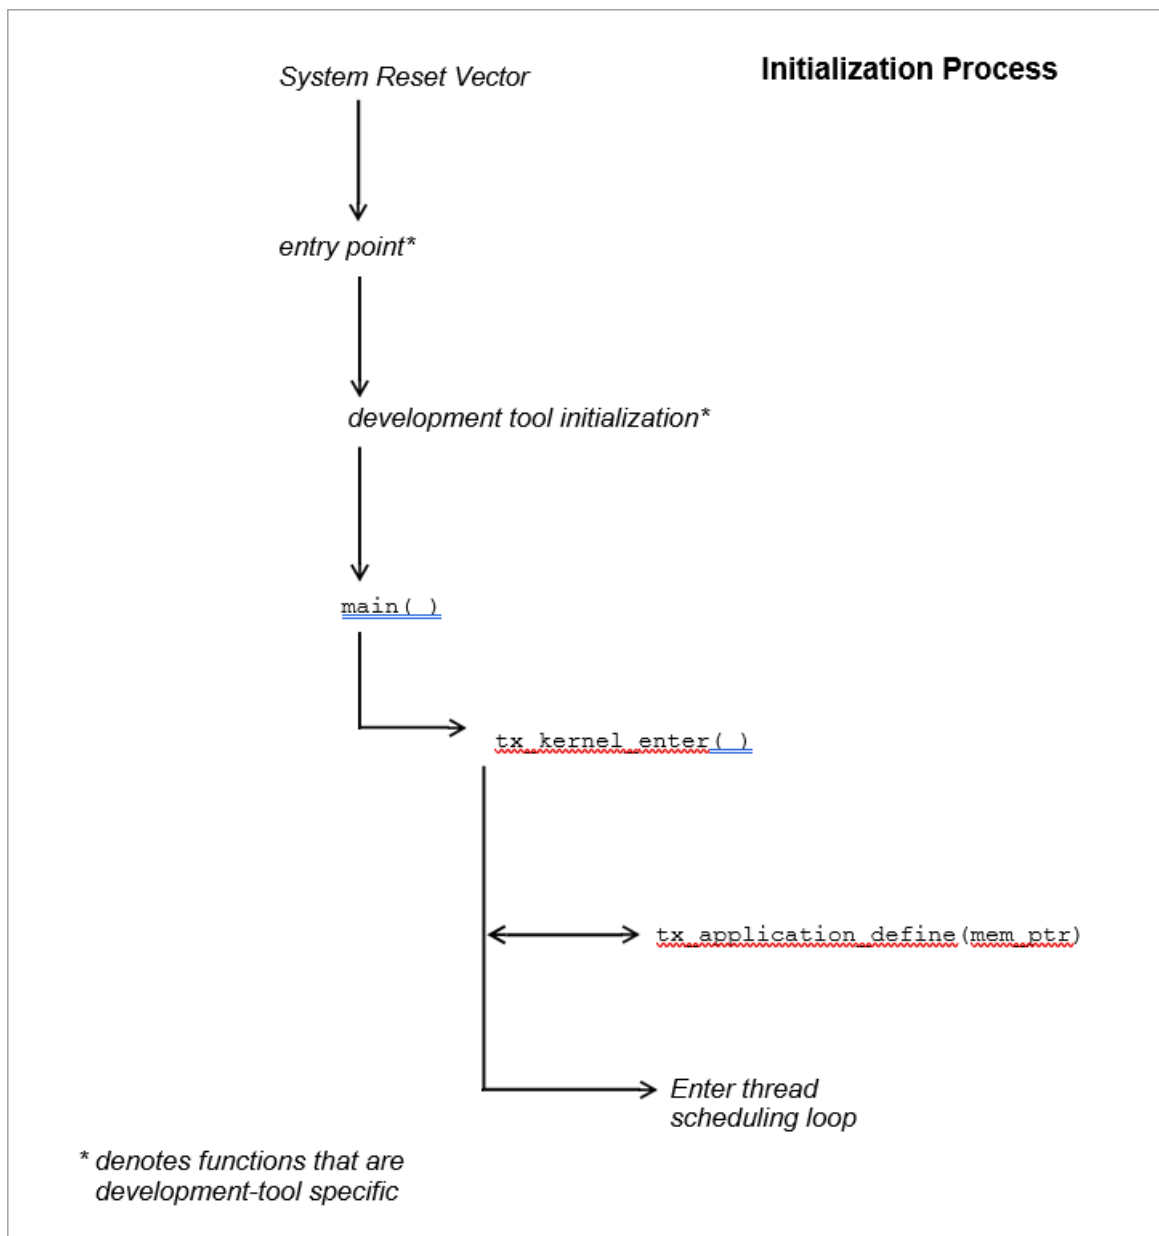 Initialization Process
System Reset Vector
entry point*
development tool initialization*
main( )
tx_kernel_enter( )
tx_application_define(mem_ptr)
Enter thread
scheduling loop
* denotes functions that are
development-tool specific